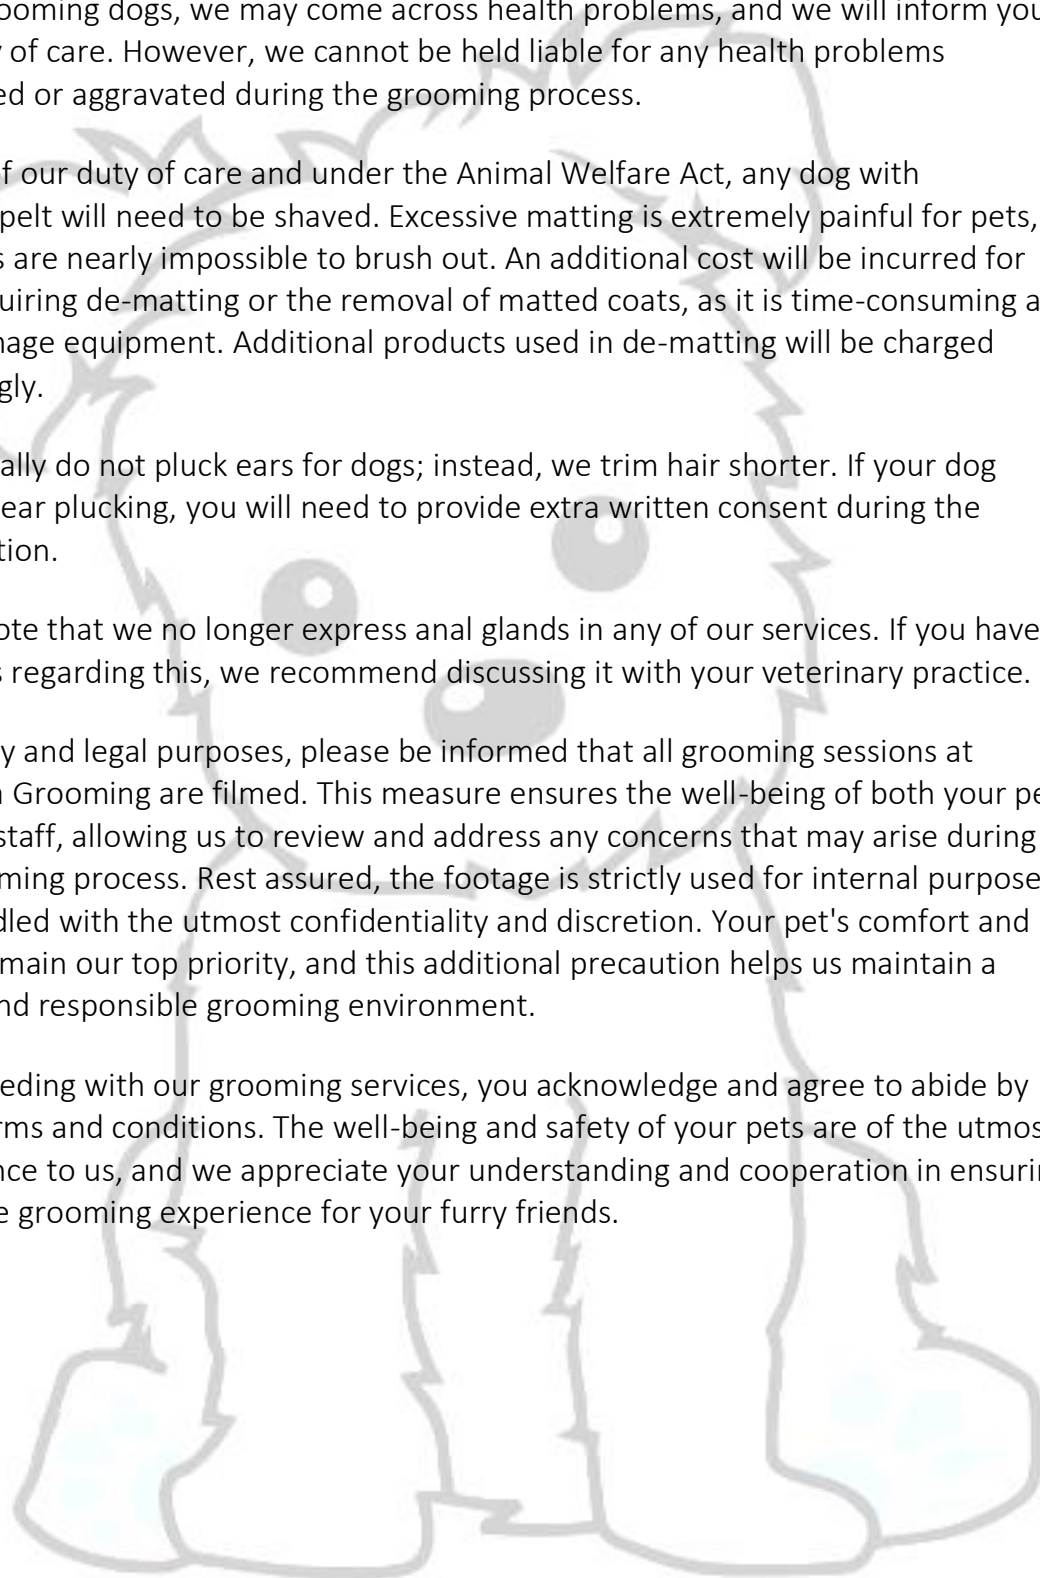 ooming dogs, we may come across health problems, and we will inform you
of care. However, we cannot be held liable for any health problems
ed or aggravated during the grooming process.
of our duty of care and under the Animal Welfare Act, any dog with
pelt will need to be shaved. Excessive matting is extremely painful for pets,
s are nearly impossible to brush out. An additional cost will be incurred for
uiring de-matting or the removal of matted coats, as it is time-consuming a
nage equipment. Additional products used in de-matting will be charged
gly.
ally do not pluck ears for dogs; instead, we trim hair shorter. If your dog
ear plucking, you will need to provide extra written consent during the
tion.
ote that we no longer express anal glands in any of our services. If you have
s regarding this, we recommend discussing it with your veterinary practice.
y and legal purposes, please be informed that all grooming sessions at
Grooming are filmed. This measure ensures the well-being of both your pe
staff, allowing us to review and address any concerns that may arise during
ming process. Rest assured, the footage is strictly used for internal purpose
dled with the utmost confidentiality and discretion. Your pet's comfort and
main our top priority, and this additional precaution helps us maintain a
nd responsible grooming environment.
eding with our grooming services, you acknowledge and agree to abide by
rms and conditions. The well-being and safety of your pets are of the utmos
nce to us, and we appreciate your understanding and cooperation in ensurin
e grooming experience for your furry friends.